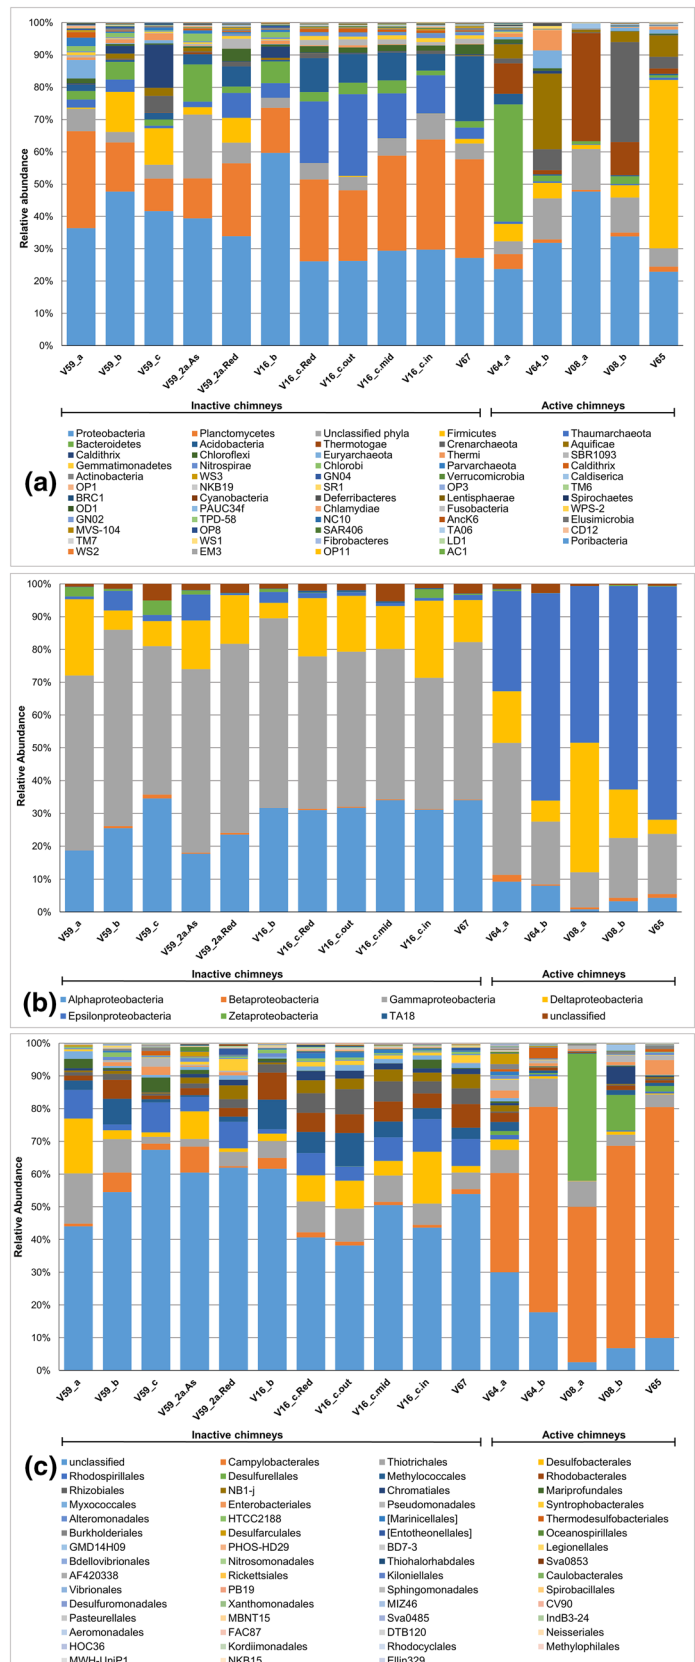 100%
90%
80%
70%
60%
50%
40%
30%
20%
10%
0%
Relative abundance
V59_a V59_b V59_c V59_2a.As V59_2a.Red V16_b V16_c.Red V16_c.out V16_c.mid V16_c.in V67 V64_a V64_b V08_a V08_b V65
Inactive chimneys Active chimneys
Proteobacteria Planctomycetes Unclassified phyla Firmicutes Thaumarchaeota
Bacteroidetes Acidobacteria Thermotogae Crenarchaeota Aquificae
Caldithrix Chloroflexi Euryarchaeota Thermi SBR1093
Gemmatimonadetes Nitrospirae Chlorobi Parvarchaeota Caldithrix
Actinobacteria WS3 GN04 Verrucomicrobia Caldiserica
OP1 NKB19 SR1 OP3 TM6
BRC1 Cyanobacteria Deferribacteres Lentisphaerae Spirochaetes
OD1 PAUC34f Chlamydiae Fusobacteria WPS-2
GN02 TPD-58 NC10 AncK6 Elusimicrobia
MVS-104 OP8 SAR406 TA06 CD12
TM7 WS1 Fibrobacteres LD1 Poribacteria
WS2 EM3 OP11 AC1
(a)
100%
90%
80%
70%
60%
50%
40%
30%
20%
10%
0%
Relative Abundance
V59_a V59_b V59_c V59_2a.As V59_2a.Red V16_b V16_c.Red V16_c.out V16_c.mid V16_c.in V67 V64_a V64_b V08_a V08_b V65
Inactive chimneys Active chimneys
(b)
Alphaproteobacteria Betaproteobacteria Gammaproteobacteria Deltaproteobacteria
Epsilonproteobacteria Zetaproteobacteria TA18 unclassified
100%
90%
80%
70%
60%
50%
40%
30%
20%
10%
0%
Relative Abundance
V59_a V59_b V59_c V59_2a.As V59_2a.Red V16_b V16_c.Red V16_c.out V16_c.mid V16_c.in V67 V64_a V64_b V08_a V08_b V65
Inactive chimneys Active chimneys
(c)
unclassified Campylobacterales Thiotrichales Desulfobacterales
Rhodospirillales Desulfurellales Methylococcales Rhodobacterales
Rhizobiales NB1-j Chromatiales Mariprofundales
Myxococcales Enterobacteriales Pseudomonadales Syntrophobacterales
Alteromonadales HTCC2188 [Marinicellales] Thermodesulfobacteriales
Burkholderiales Desulfarculales [Entotheonellales] Oceanospirillales
GMD14H09 PHOS-HD29 BD7-3 Legionellales
Bdellovibrionales Nitrosomonadales Thiohalorhabdales Sva0853
AF420338 Rickettsiales Kiloniellales Caulobacterales
Vibrionales PB19 Sphingomonadales Spirobacillales
Desulfuromonadales Xanthomonadales MIZ46 CV90
Pasteurellales MBNT15 Sva0485 IndB3-24
Aeromonadales FAC87 DTB120 Neisseriales
HOC36 Kordiimonadales Rhodocyclales Methylophilales
MWH-UniP1 NKB15 Ellin329